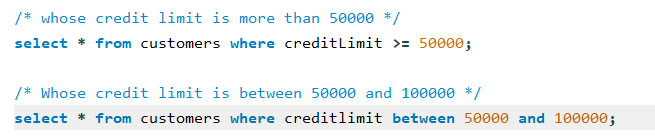 /* whose credit limit is more than 50000 */
select * from customers where creditLimit >= 50000;
/* Whose credit limit is between 50000 and 100000 */
select * from customers where creditlimit between 50000 and 100000;